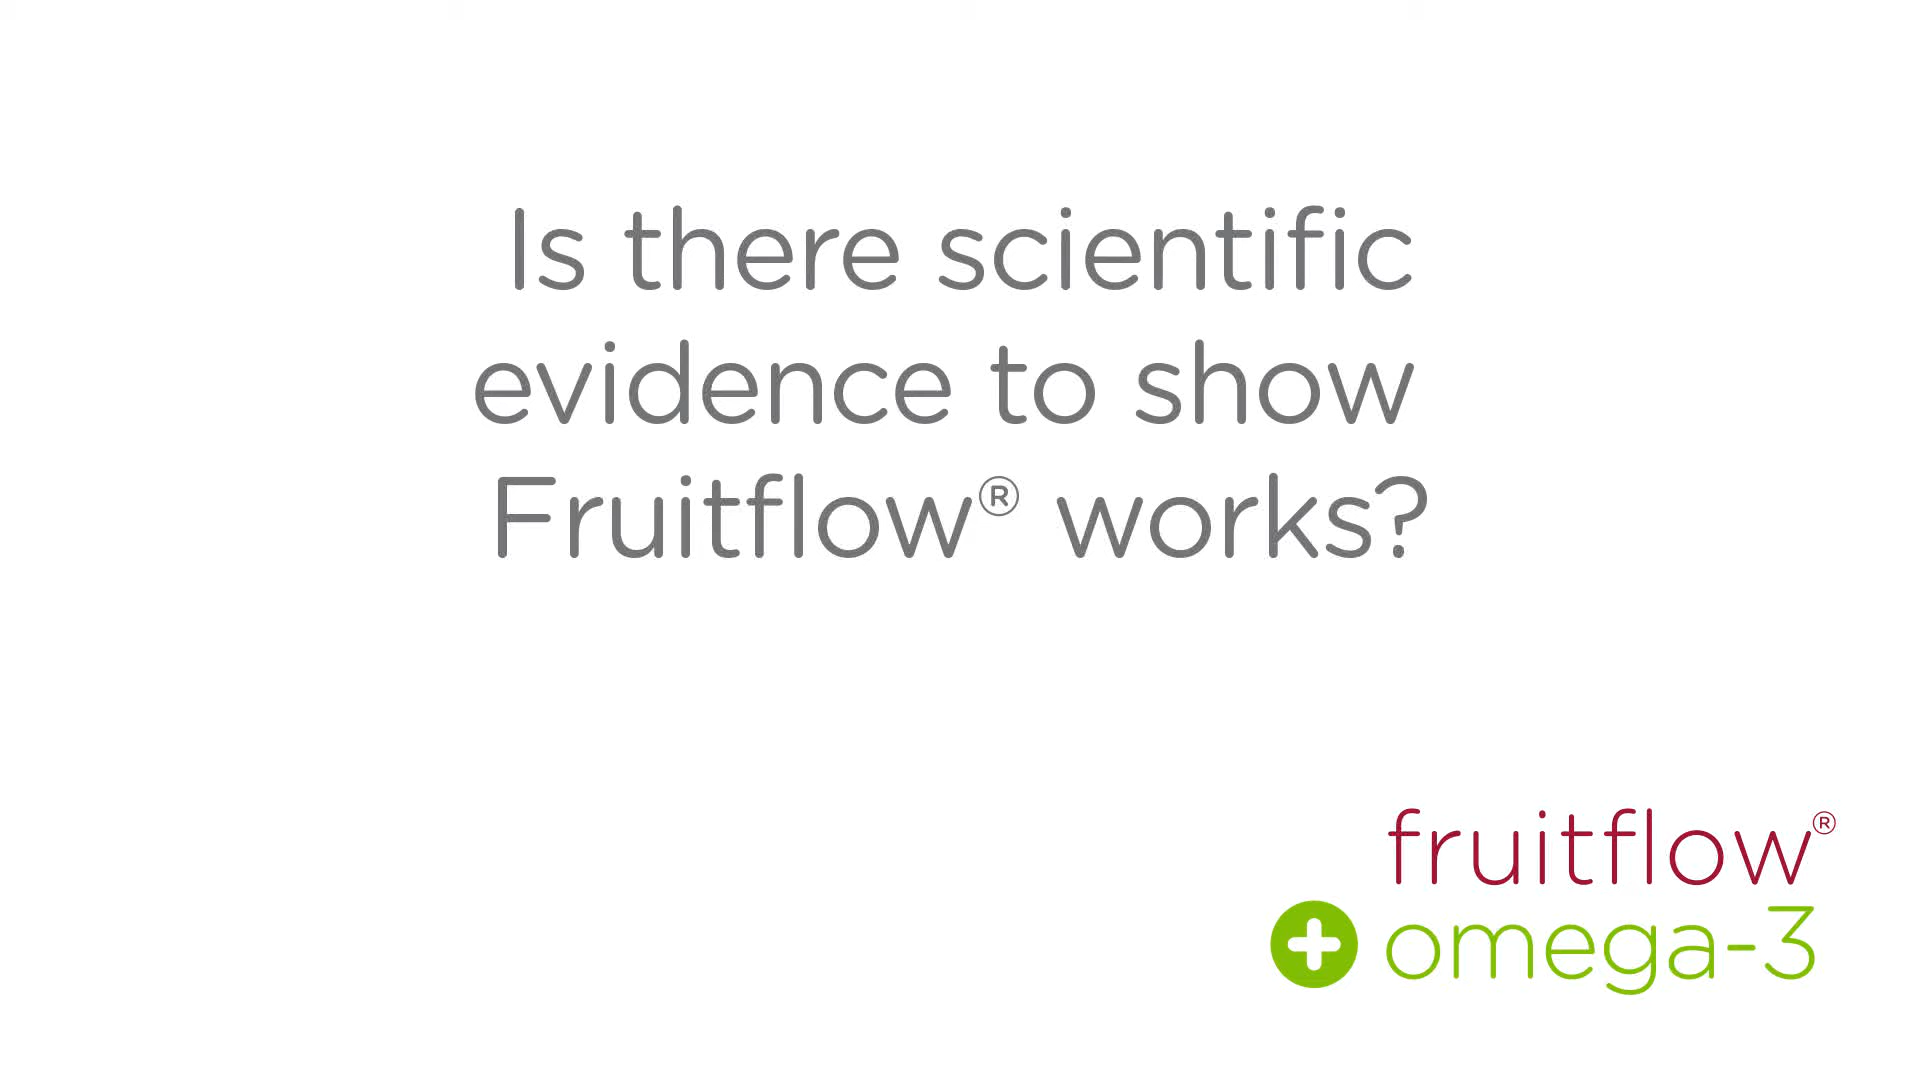 Is there scientific
evidence to show
Fruitflow® works?
fruitflow®
+ omega-3